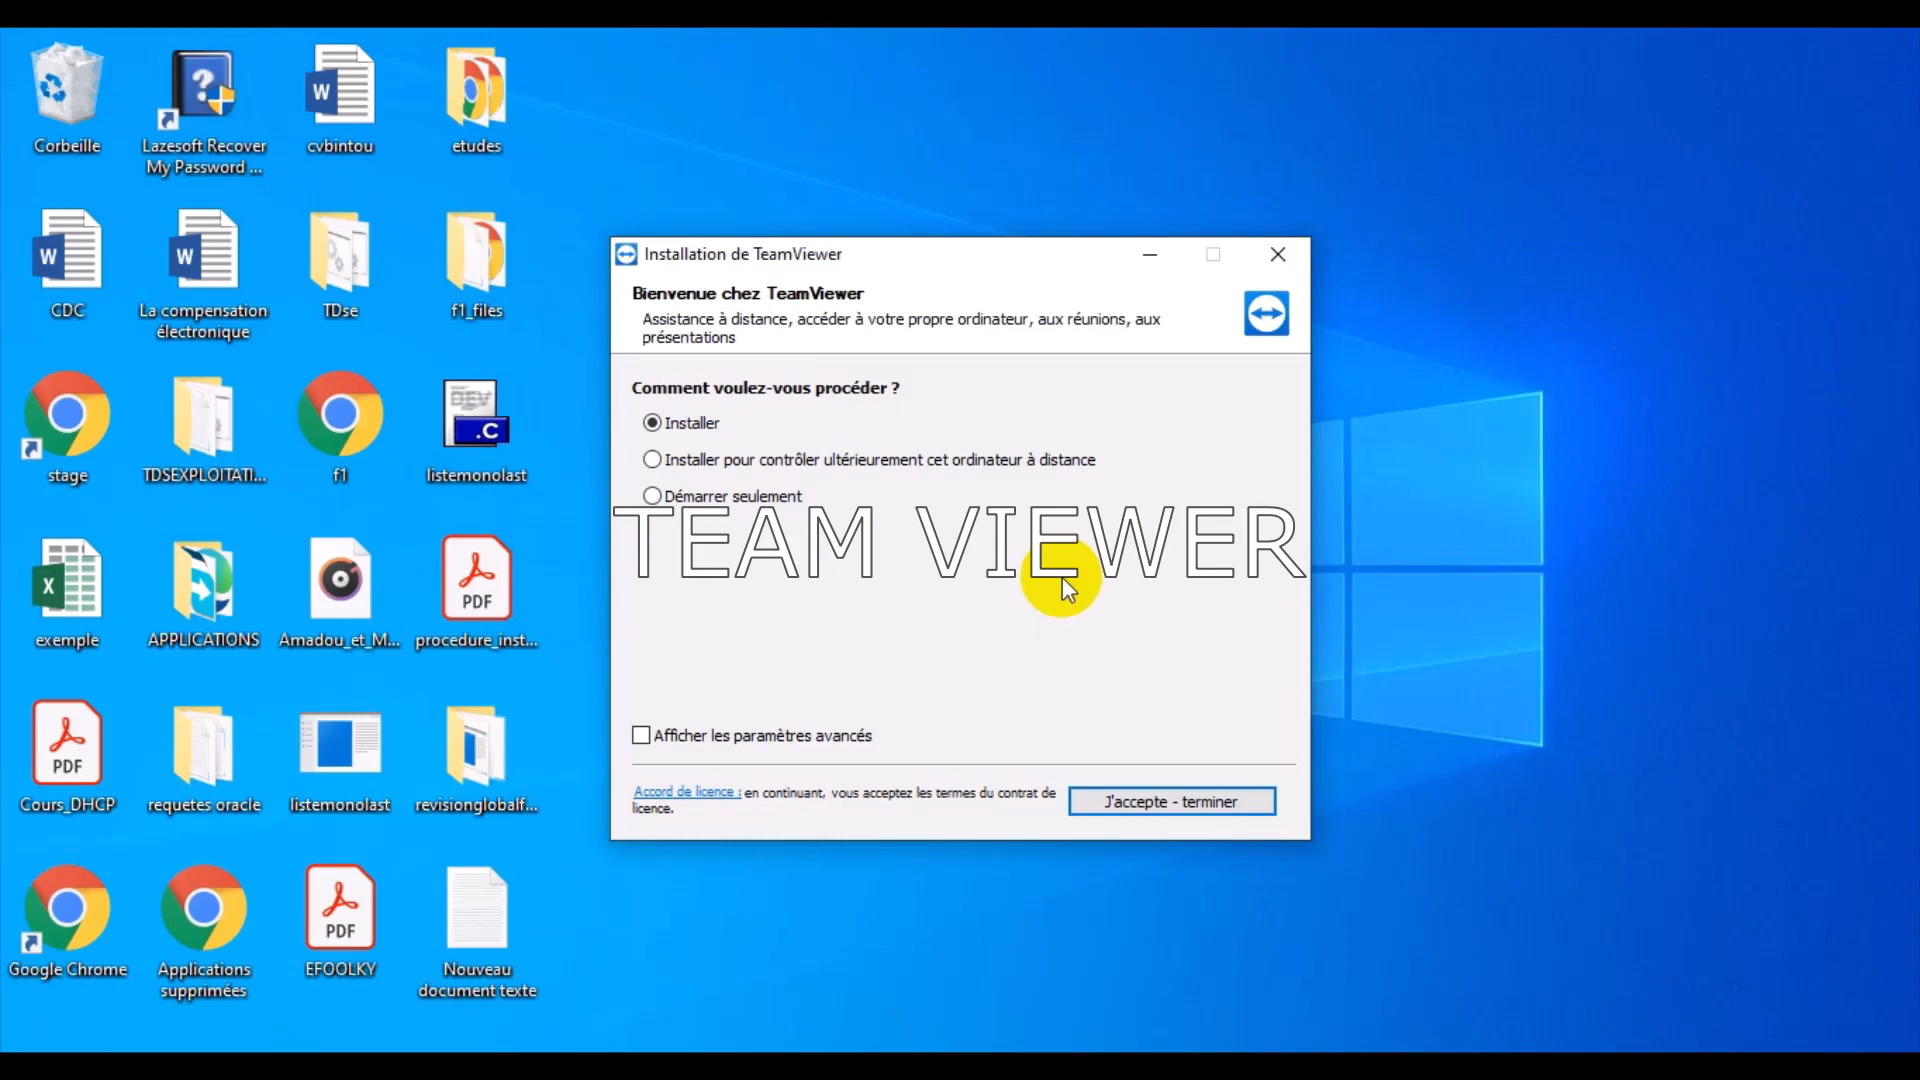 Corbeille
Lazesoft Recover
My Password ...
cvbintou
etudes
CDC
La compensation
électronique
TDse
f1_files
stage
TDSEXPLOITATI...
f1
DEV
.C
listemonolast
exemple
APPLICATIONS
Amadou_et_M...
PDF
procedure_inst...
PDF
Cours_DHCP
requetes oracle
listemonolast
revisionglobalf...
Google Chrome
Applications
supprimées
PDF
EFOOLKY
Nouveau
document texte
Installation de TeamViewer
Bienvenue chez TeamViewer
Assistance à distance, accéder à votre propre ordinateur, aux réunions, aux
présentations
Comment voulez-vous procéder ?
Installer
Installer pour contrôler ultérieurement cet ordinateur à distance
Démarrer seulement
TEAM VIEWER
Afficher les paramètres avancés
Accord de licence : en continuant, vous acceptez les termes du contrat de
licence.
J'accepte - terminer